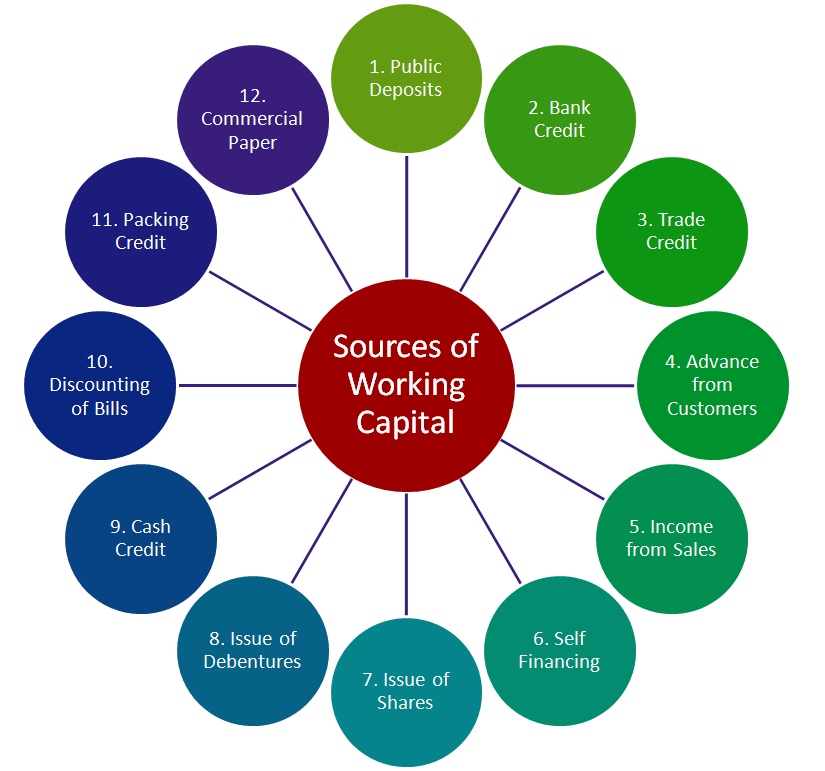 Sources of
Working
Capital
1. Public
Deposits
2. Bank
Credit
3. Trade
Credit
4. Advance
from
Customers
5. Income
from Sales
6. Self
Financing
7. Issue of
Shares
8. Issue of
Debentures
9. Cash
Credit
10.
Discounting
of Bills
11. Packing
Credit
12.
Commercial
Paper